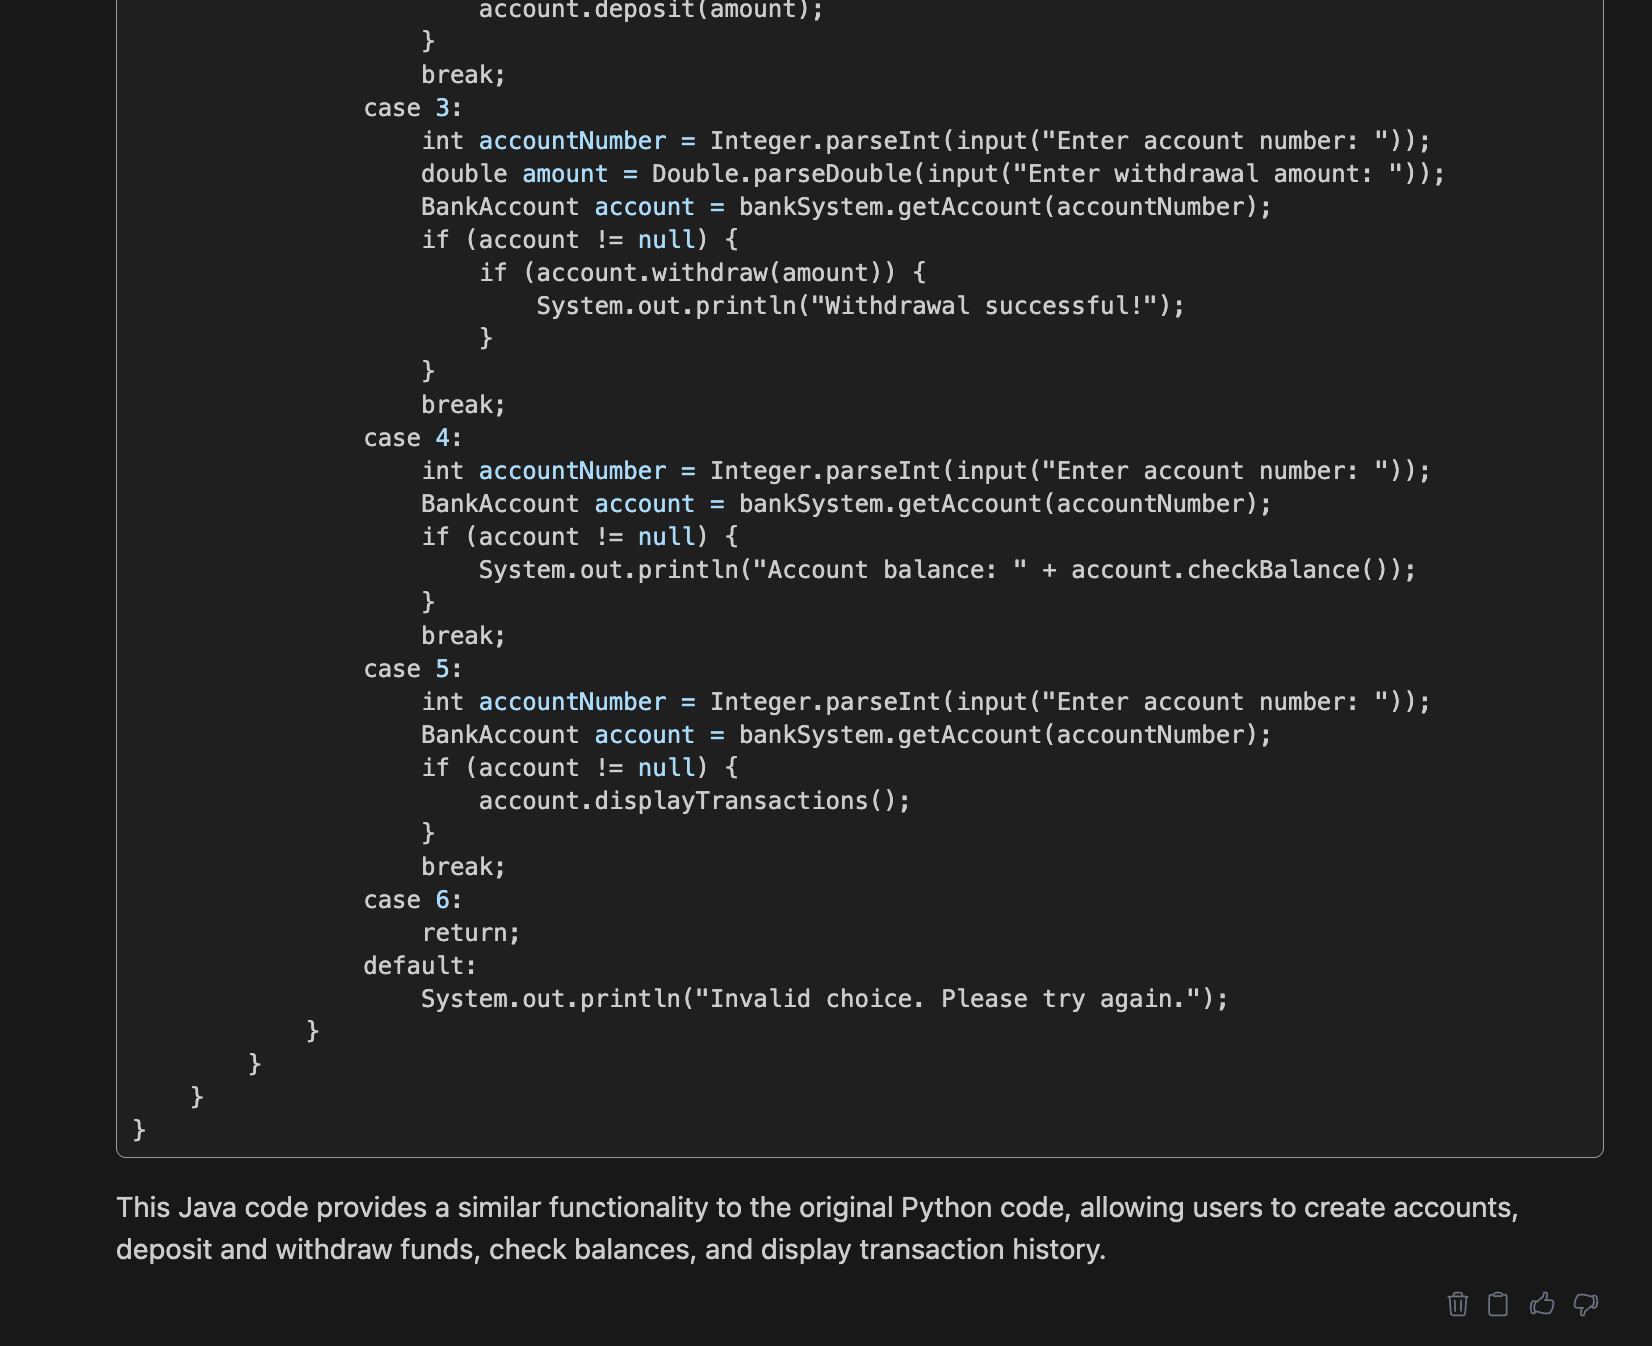 account.deposit(amount);
}
break;
case 3:
int accountNumber = Integer.parseInt(input("Enter account number: "));
double amount = Double.parseDouble(input("Enter withdrawal amount: "));
BankAccount account = bankSystem.getAccount(accountNumber);
if (account != null) {
if (account.withdraw(amount)) {
System.out.println("Withdrawal successful!");
}
}
break;
case 4:
int accountNumber = Integer.parseInt(input("Enter account number: "));
BankAccount account = bankSystem.getAccount(accountNumber);
if (account != null) {
System.out.println("Account balance: " + account.checkBalance());
}
break;
case 5:
int accountNumber = Integer.parseInt(input("Enter account number: "));
BankAccount account = bankSystem.getAccount(accountNumber);
if (account != null) {
account.displayTransactions();
}
break;
case 6:
return;
default:
System.out.println("Invalid choice. Please try again.");
}
}
}
}
This Java code provides a similar functionality to the original Python code, allowing users to create accounts,
deposit and withdraw funds, check balances, and display transaction history.